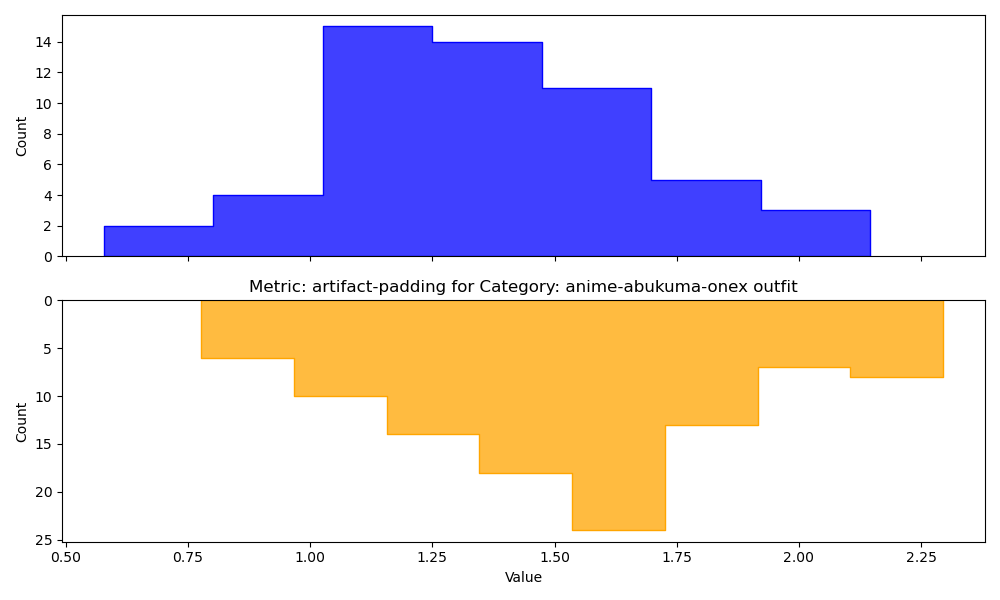 14
12
10
8
6
4
2
0
Count
Metric: artifact-padding for Category: anime-abukuma-onex outfit
0
5
10
15
20
25
Count
0.50 0.75 1.00 1.25 1.50 1.75 2.00 2.25
Value